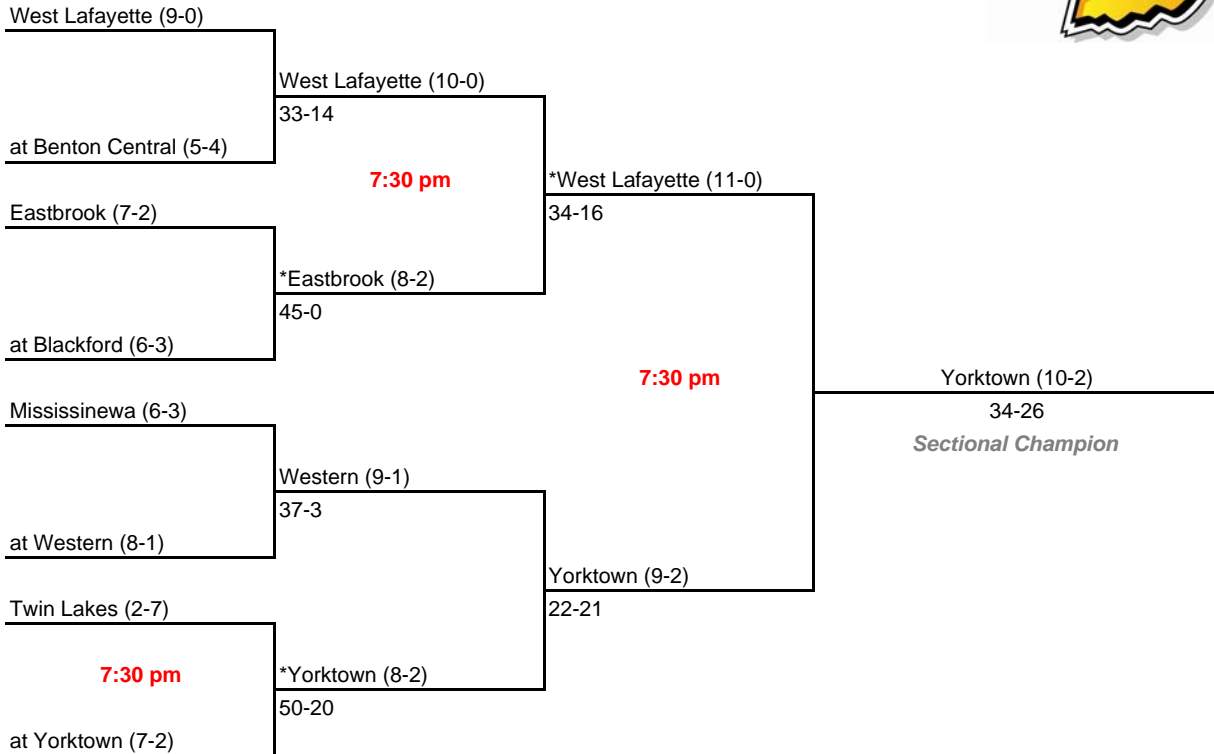 West Lafayette (9-0)
West Lafayette (10-0)
33-14
at Benton Central (5-4)
7:30 pm
*West Lafayette (11-0)
34-16
Eastbrook (7-2)
*Eastbrook (8-2)
45-0
at Blackford (6-3)
7:30 pm
Yorktown (10-2)
34-26
Sectional Champion
Mississinewa (6-3)
Western (9-1)
37-3
at Western (8-1)
Yorktown (9-2)
22-21
Twin Lakes (2-7)
7:30 pm
*Yorktown (8-2)
50-20
at Yorktown (7-2)